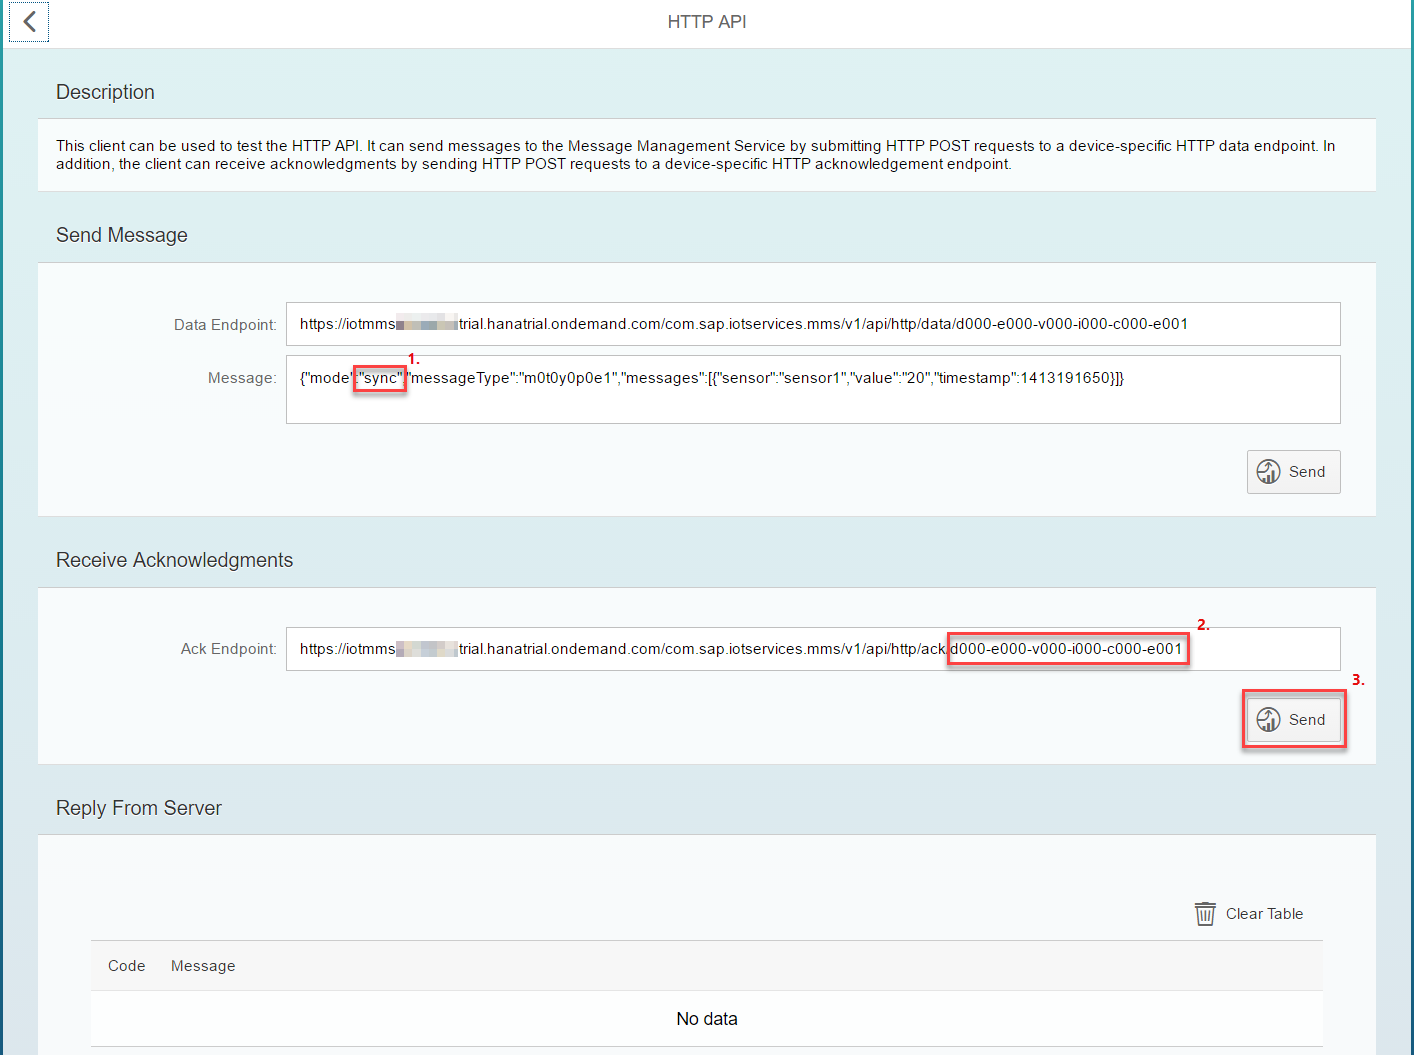 HTTP API
Description
This client can be used to test the HTTP API. It can send messages to the Message Management Service by submitting HTTP POST requests to a device-specific HTTP data endpoint. In
addition, the client can receive acknowledgments by sending HTTP POST requests to a device-specific HTTP acknowledgement endpoint.
Send Message
Data Endpoint: https://iotmms trial.hanatrial.ondemand.com/com.sap.iotservices.mms/v1/api/http/data/d000-e000-v000-i000-c000-e001
1.
Message: {"mode":"sync","messageType":"m0t0y0p0e1","messages":[{"sensor":"sensor1","value":"20","timestamp":1413191650}]}
Send
Receive Acknowledgments
2.
Ack Endpoint: https://iotmms trial.hanatrial.ondemand.com/com.sap.iotservices.mms/v1/api/http/ack/d000-e000-v000-i000-c000-e001
3.
Send
Reply From Server
Clear Table
Code Message
No data